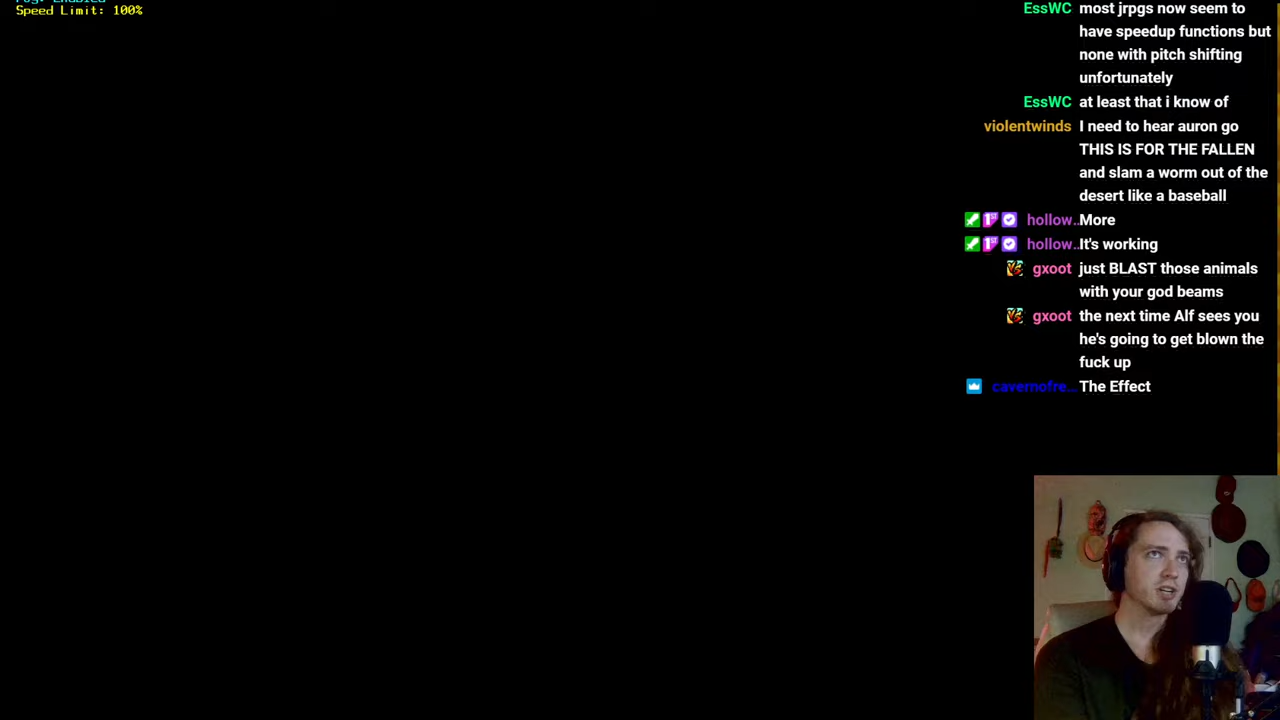 Fog: Enabled
Speed Limit: 100%
EssWC most jrpgs now seem to
have speedup functions but
none with pitch shifting
unfortunately
EssWC at least that i know of
violentwinds I need to hear auron go
THIS IS FOR THE FALLEN
and slam a worm out of the
desert like a baseball
hollow.. More
hollow.. It's working
gxoot just BLAST those animals
with your god beams
gxoot the next time Alf sees you
he's going to get blown the
fuck up
cavernofre... The Effect